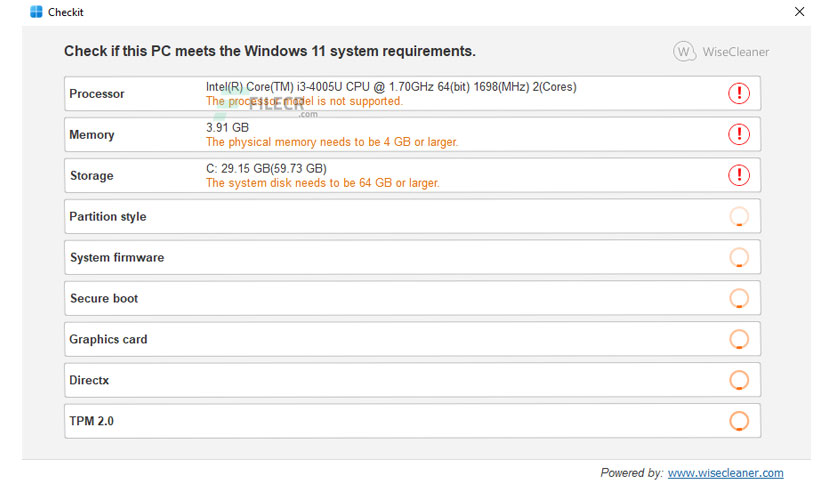 Checkit
Check if this PC meets the Windows 11 system requirements.
W WiseCleaner
Processor
Intel(R) Core(TM) i3-4005U CPU @ 1.70GHz 64(bit) 1698(MHz) 2(Cores)
The processor model is not supported.
FILECR
.com
Memory
3.91 GB
The physical memory needs to be 4 GB or larger.
Storage
C: 29.15 GB(59.73 GB)
The system disk needs to be 64 GB or larger.
Partition style
System firmware
Secure boot
Graphics card
Directx
TPM 2.0
Powered by: www.wisecleaner.com